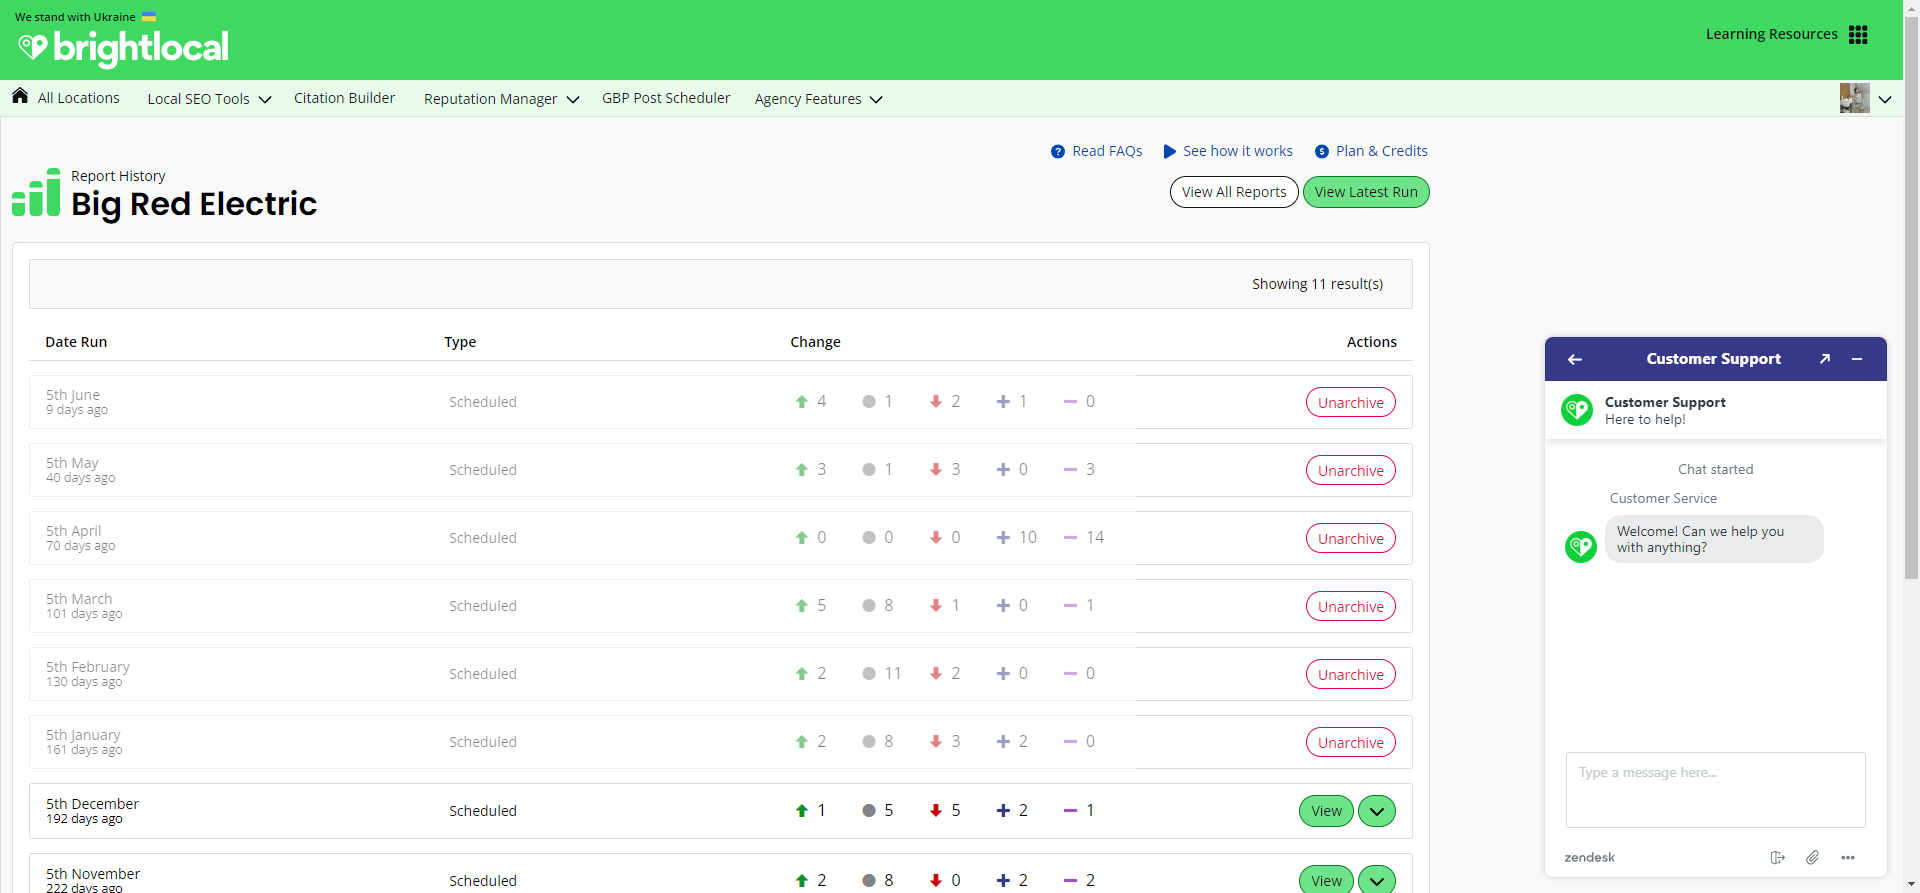 We stand with Ukraine
brightlocal
Learning Resources
All Locations Local SEO Tools Citation Builder Reputation Manager GBP Post Scheduler Agency Features
Read FAQs See how it works Plan & Credits
Report History
Big Red Electric
View All Reports View Latest Run
Showing 11 result(s)
Date Run Type Change Actions
5th June
9 days ago
Scheduled 4 1 2 1 0 Unarchive
5th May
40 days ago
Scheduled 3 1 3 0 3 Unarchive
5th April
70 days ago
Scheduled 0 0 0 10 14 Unarchive
5th March
101 days ago
Scheduled 5 8 1 0 1 Unarchive
5th February
130 days ago
Scheduled 2 11 2 0 0 Unarchive
5th January
161 days ago
Scheduled 2 8 3 2 0 Unarchive
5th December
192 days ago
Scheduled 1 5 5 2 1 View
5th November
222 days ago
Scheduled 2 8 0 2 2 View
Customer Support
Customer Support
Here to help!
Chat started
Customer Service
Welcome! Can we help you
with anything?
Type a message here...
zendesk